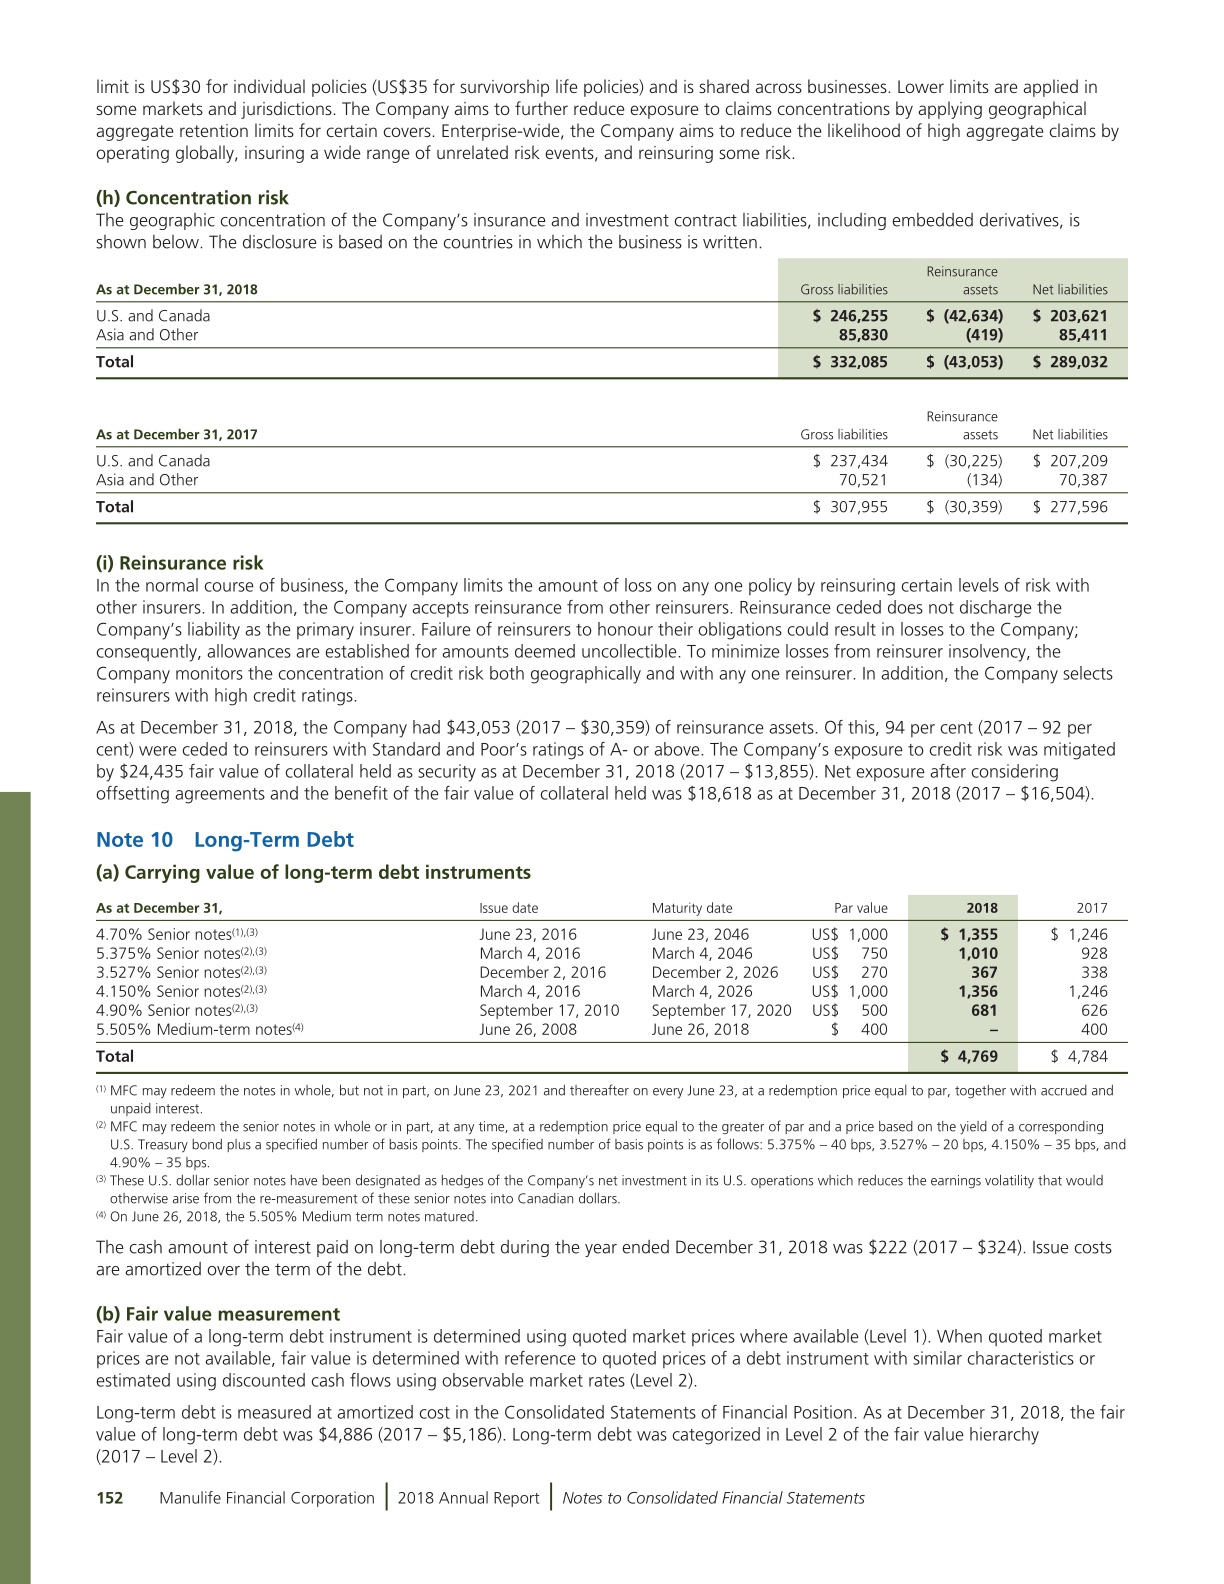 limit is US$30 for individual policies (US$35 for survivorship life policies) and is shared across businesses. Lower limits are applied in
some markets and jurisdictions. The Company aims to further reduce exposure to claims concentrations by applying geographical
aggregate retention limits for certain covers. Enterprise-wide, the Company aims to reduce the likelihood of high aggregate claims by
operating globally, insuring a wide range of unrelated risk events, and reinsuring some risk.
(h) Concentration risk
The geographic concentration of the Company's insurance and investment contract liabilities, including embedded derivatives, is
shown below. The disclosure is based on the countries in which the business is written.
Reinsurance
As at December 31, 2018 Gross liabilities assets Net liabilities
U.S. and Canada $ 246,255 $ (42,634) $ 203,621
Asia and Other 85,830 (419) 85,411
Total $ 332,085 $ (43,053) $ 289,032
Reinsurance
As at December 31, 2017 Gross liabilities assets Net liabilities
U.S. and Canada $ 237,434 $ (30,225) $ 207,209
Asia and Other 70,521 (134) 70,387
Total $ 307,955 $ (30,359) $ 277,596
(i) Reinsurance risk
In the normal course of business, the Company limits the amount of loss on any one policy by reinsuring certain levels of risk with
other insurers. In addition, the Company accepts reinsurance from other reinsurers. Reinsurance ceded does not discharge the
Company's liability as the primary insurer. Failure of reinsurers to honour their obligations could result in losses to the Company;
consequently, allowances are established for amounts deemed uncollectible. To minimize losses from reinsurer insolvency, the
Company monitors the concentration of credit risk both geographically and with any one reinsurer. In addition, the Company selects
reinsurers with high credit ratings.
As at December 31, 2018, the Company had $43,053 (2017 – $30,359) of reinsurance assets. Of this, 94 per cent (2017 – 92 per
cent) were ceded to reinsurers with Standard and Poor's ratings of A- or above. The Company's exposure to credit risk was mitigated
by $24,435 fair value of collateral held as security as at December 31, 2018 (2017 – $13,855). Net exposure after considering
offsetting agreements and the benefit of the fair value of collateral held was $18,618 as at December 31, 2018 (2017 – $16,504).
Note 10 Long-Term Debt
(a) Carrying value of long-term debt instruments
As at December 31, Issue date Maturity date Par value 2018 2017
4.70% Senior notes(1),(3) June 23, 2016 June 23, 2046 US$ 1,000 $ 1,355 $ 1,246
5.375% Senior notes(2),(3) March 4, 2016 March 4, 2046 US$ 750 1,010 928
3.527% Senior notes(2),(3) December 2, 2016 December 2, 2026 US$ 270 367 338
4.150% Senior notes(2),(3) March 4, 2016 March 4, 2026 US$ 1,000 1,356 1,246
4.90% Senior notes(2),(3) September 17, 2010 September 17, 2020 US$ 500 681 626
5.505% Medium-term notes(4) June 26, 2008 June 26, 2018 $ 400 – 400
Total $ 4,769 $ 4,784
(1) MFC may redeem the notes in whole, but not in part, on June 23, 2021 and thereafter on every June 23, at a redemption price equal to par, together with accrued and
unpaid interest.
(2) MFC may redeem the senior notes in whole or in part, at any time, at a redemption price equal to the greater of par and a price based on the yield of a corresponding
U.S. Treasury bond plus a specified number of basis points. The specified number of basis points is as follows: 5.375% – 40 bps, 3.527% – 20 bps, 4.150% – 35 bps, and
4.90% – 35 bps.
(3) These U.S. dollar senior notes have been designated as hedges of the Company's net investment in its U.S. operations which reduces the earnings volatility that would
otherwise arise from the re-measurement of these senior notes into Canadian dollars.
(4) On June 26, 2018, the 5.505% Medium term notes matured.
The cash amount of interest paid on long-term debt during the year ended December 31, 2018 was $222 (2017 – $324). Issue costs
are amortized over the term of the debt.
(b) Fair value measurement
Fair value of a long-term debt instrument is determined using quoted market prices where available (Level 1). When quoted market
prices are not available, fair value is determined with reference to quoted prices of a debt instrument with similar characteristics or
estimated using discounted cash flows using observable market rates (Level 2).
Long-term debt is measured at amortized cost in the Consolidated Statements of Financial Position. As at December 31, 2018, the fair
value of long-term debt was $4,886 (2017 – $5,186). Long-term debt was categorized in Level 2 of the fair value hierarchy
(2017 – Level 2).
152 Manulife Financial Corporation | 2018 Annual Report | Notes to Consolidated Financial Statements